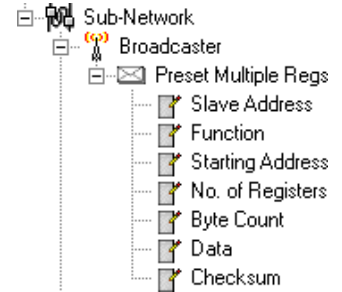 Sub-Network
Broadcaster
Preset Multiple Regs
Slave Address
Function
Starting Address
No. of Registers
Byte Count
Data
Checksum